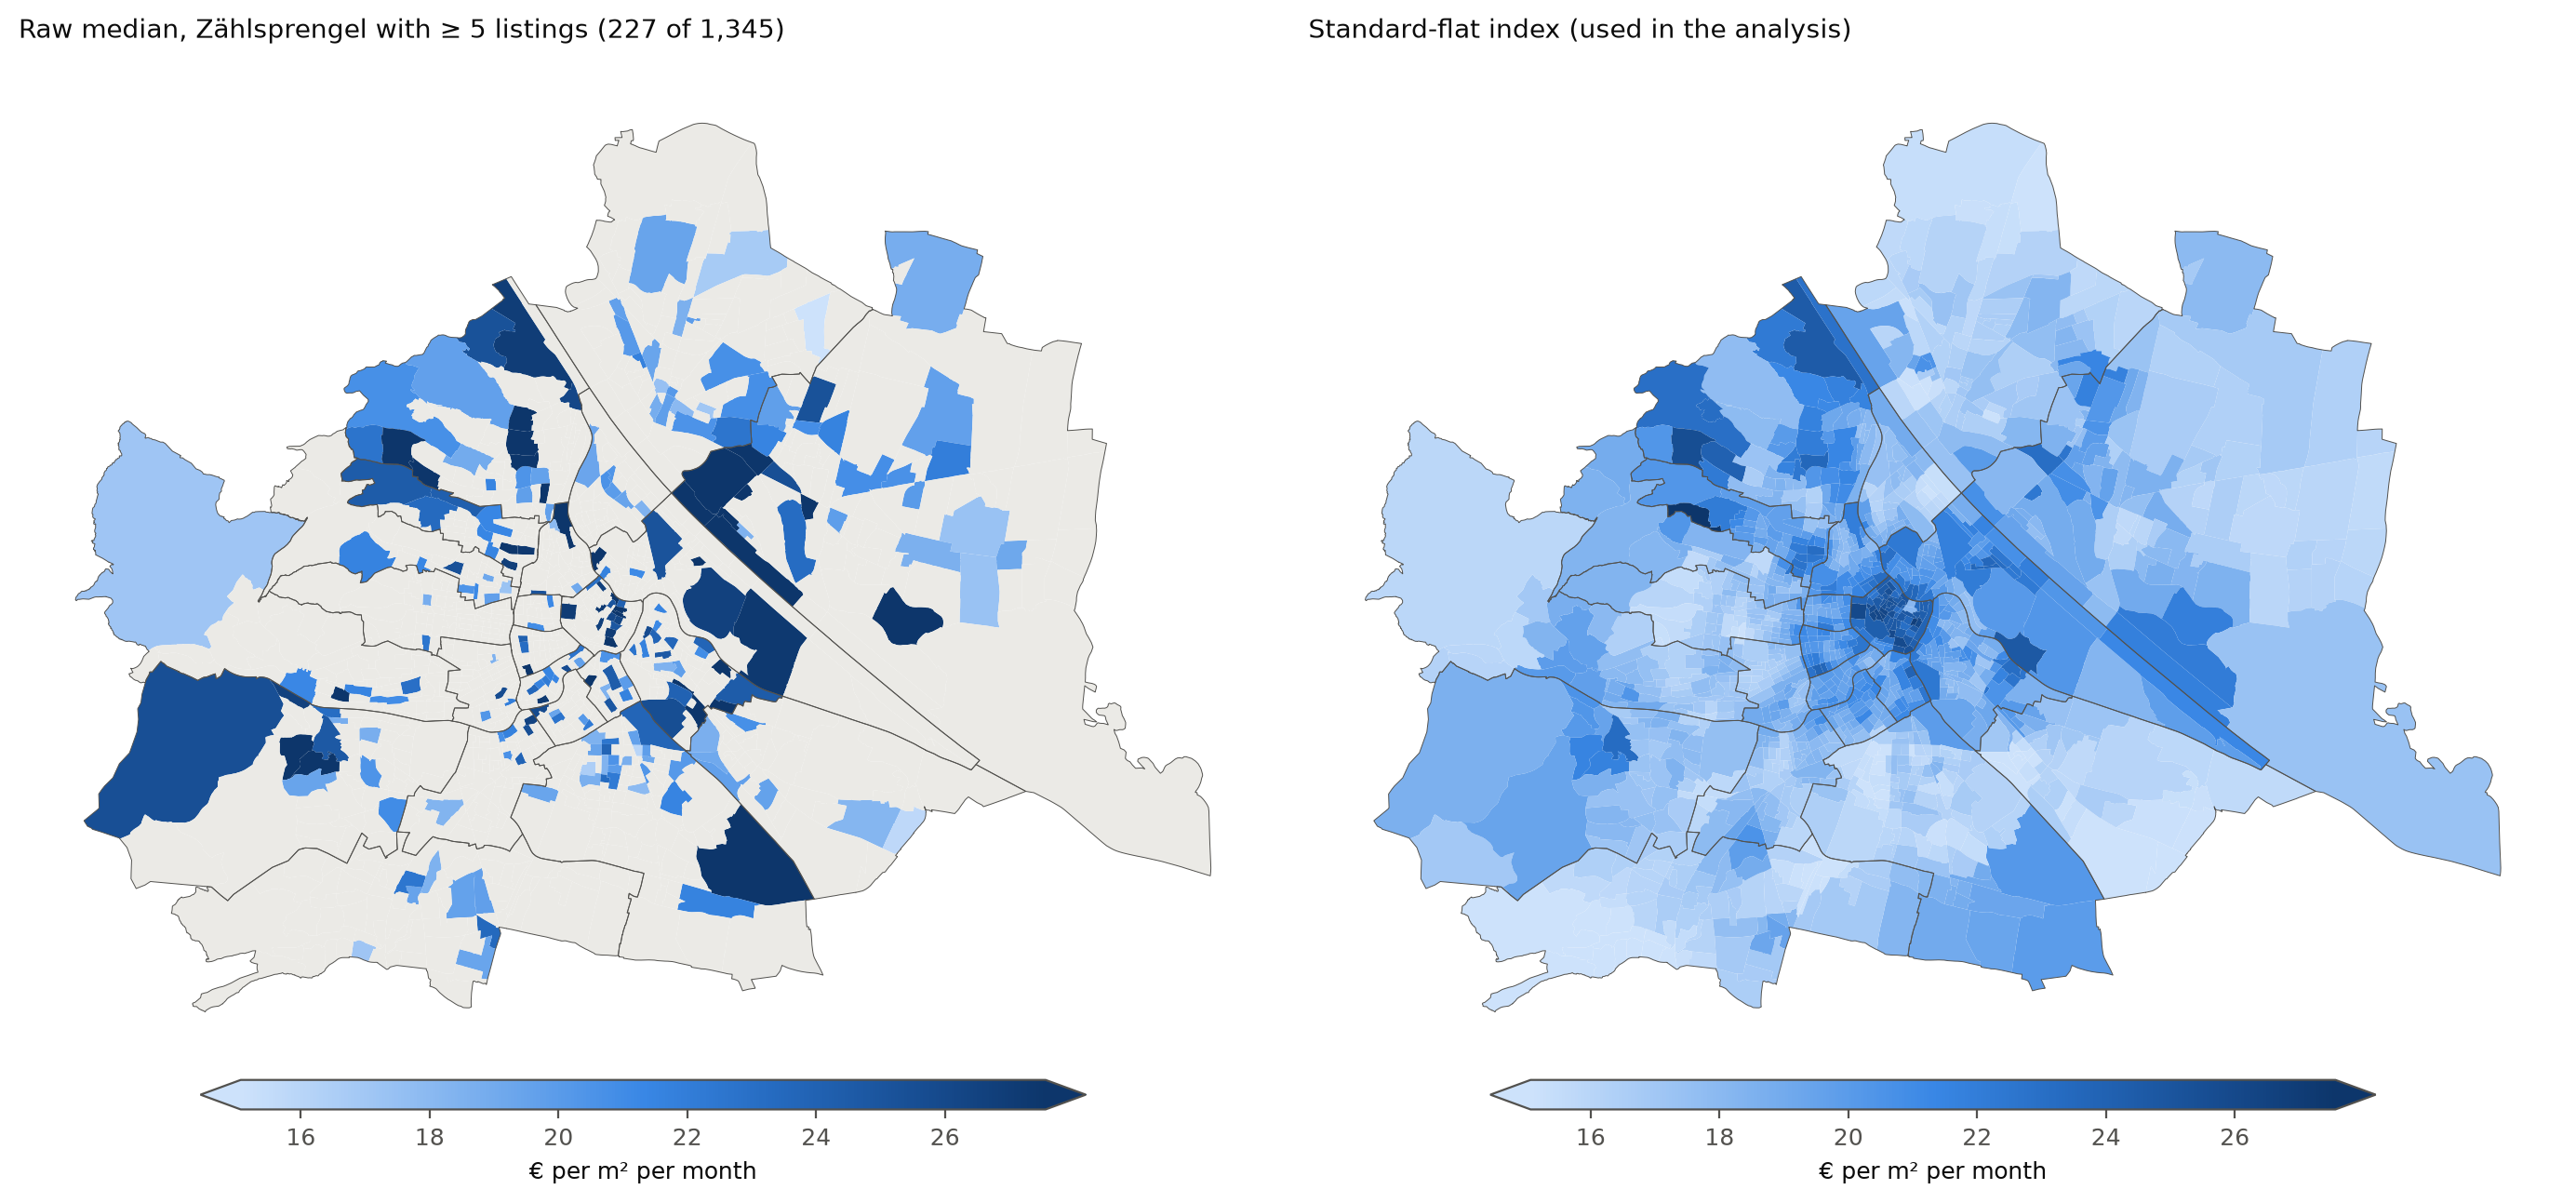 Raw median, Zählsprengel with ≥ 5 listings (227 of 1,345)
Standard-flat index (used in the analysis)
16 18 20 22 24 26
€ per m² per month
16 18 20 22 24 26
€ per m² per month